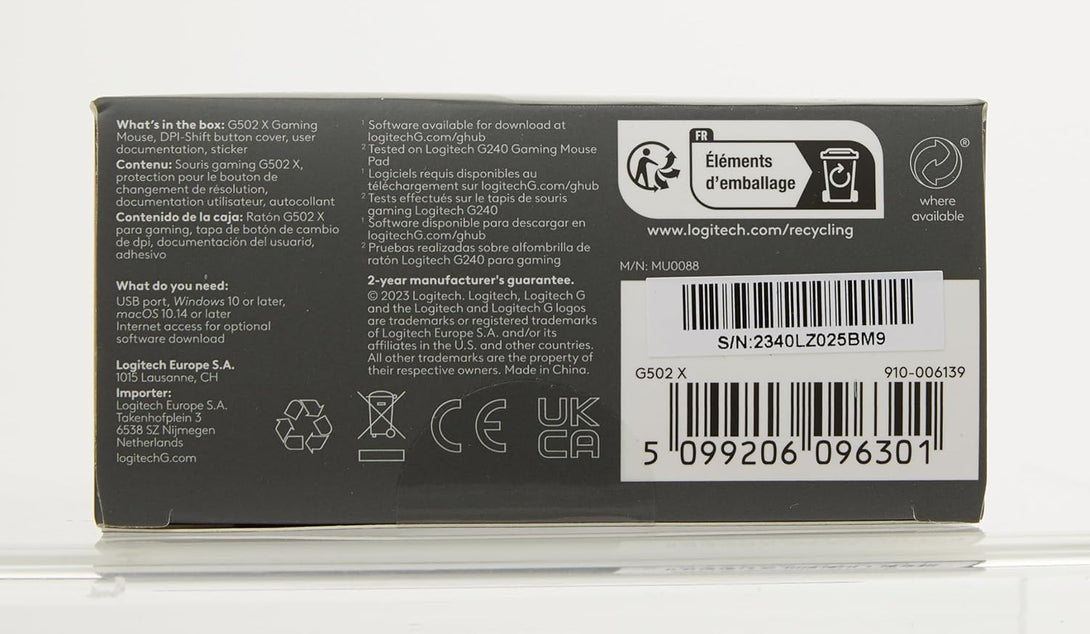 What's in the box: G502 X Gaming
Mouse, DPI-Shift button cover, user
documentation, sticker
Contenu: Souris gaming G502 X,
protection pour le bouton de
changement de résolution,
documentation utilisateur, autocollant
Contenido de la caja: Ratón G502 X
para gaming, tapa de botón de cambio
de dpi, documentación del usuario,
adhesivo
What do you need:
USB port, Windows 10 or later,
macOS 10.14 or later
Internet access for optional
software download
Logitech Europe S.A.
1015 Lausanne, CH
Importer:
Logitech Europe S.A.
Takenhofplein 3
6538 SZ Nijmegen
Netherlands
logitechG.com
¹ Software available for download at
logitechG.com/ghub
² Tested on Logitech G240 Gaming Mouse
Pad
¹ Logiciels requis disponibles au
téléchargement sur logitechG.com/ghub
² Tests effectués sur le tapis de souris
gaming Logitech G240
¹ Software disponible para descargar en
logitechG.com/ghub
² Pruebas realizadas sobre alfombrilla de
ratón Logitech G240 para gaming
2-year manufacturer's guarantee.
© 2023 Logitech. Logitech, Logitech G
and the Logitech and Logitech G logos
are trademarks or registered trademarks
of Logitech Europe S.A. and/or its
affiliates in the U.S. and other countries.
All other trademarks are the property of
their respective owners. Made in China.
CE
UK
CA
FR
Éléments
d'emballage
www.logitech.com/recycling
®
where
available
M/N: MU0088
S/N:2340LZ025BM9
G502 X 910-006139
5 099206 096301